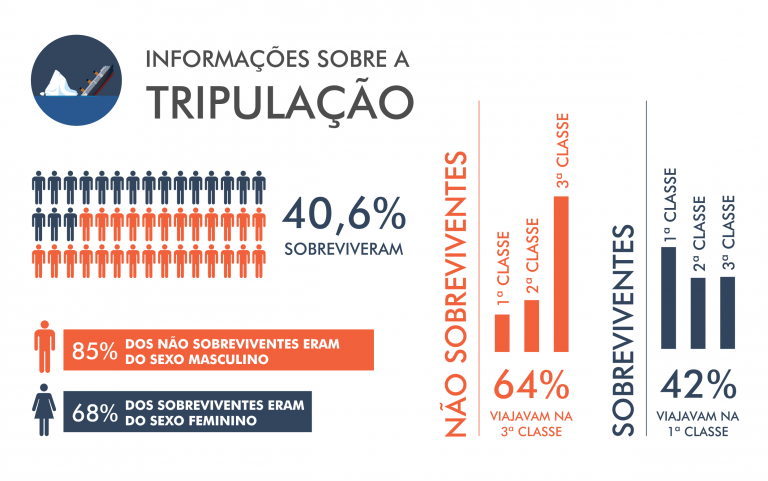 INFORMAÇÕES SOBRE A
TRIPULAÇÃO
40,6%
SOBREVIVERAM
85% DOS NÃO SOBREVIVENTES ERAM
DO SEXO MASCULINO
68% DOS SOBREVIVENTES ERAM
DO SEXO FEMININO
NÃO SOBREVIVENTES
1ª CLASSE
2ª CLASSE
3ª CLASSE
64%
VIAJAVAM NA
3ª CLASSE
SOBREVIVENTES
1ª CLASSE
2ª CLASSE
3ª CLASSE
42%
VIAJAVAM NA
1ª CLASSE